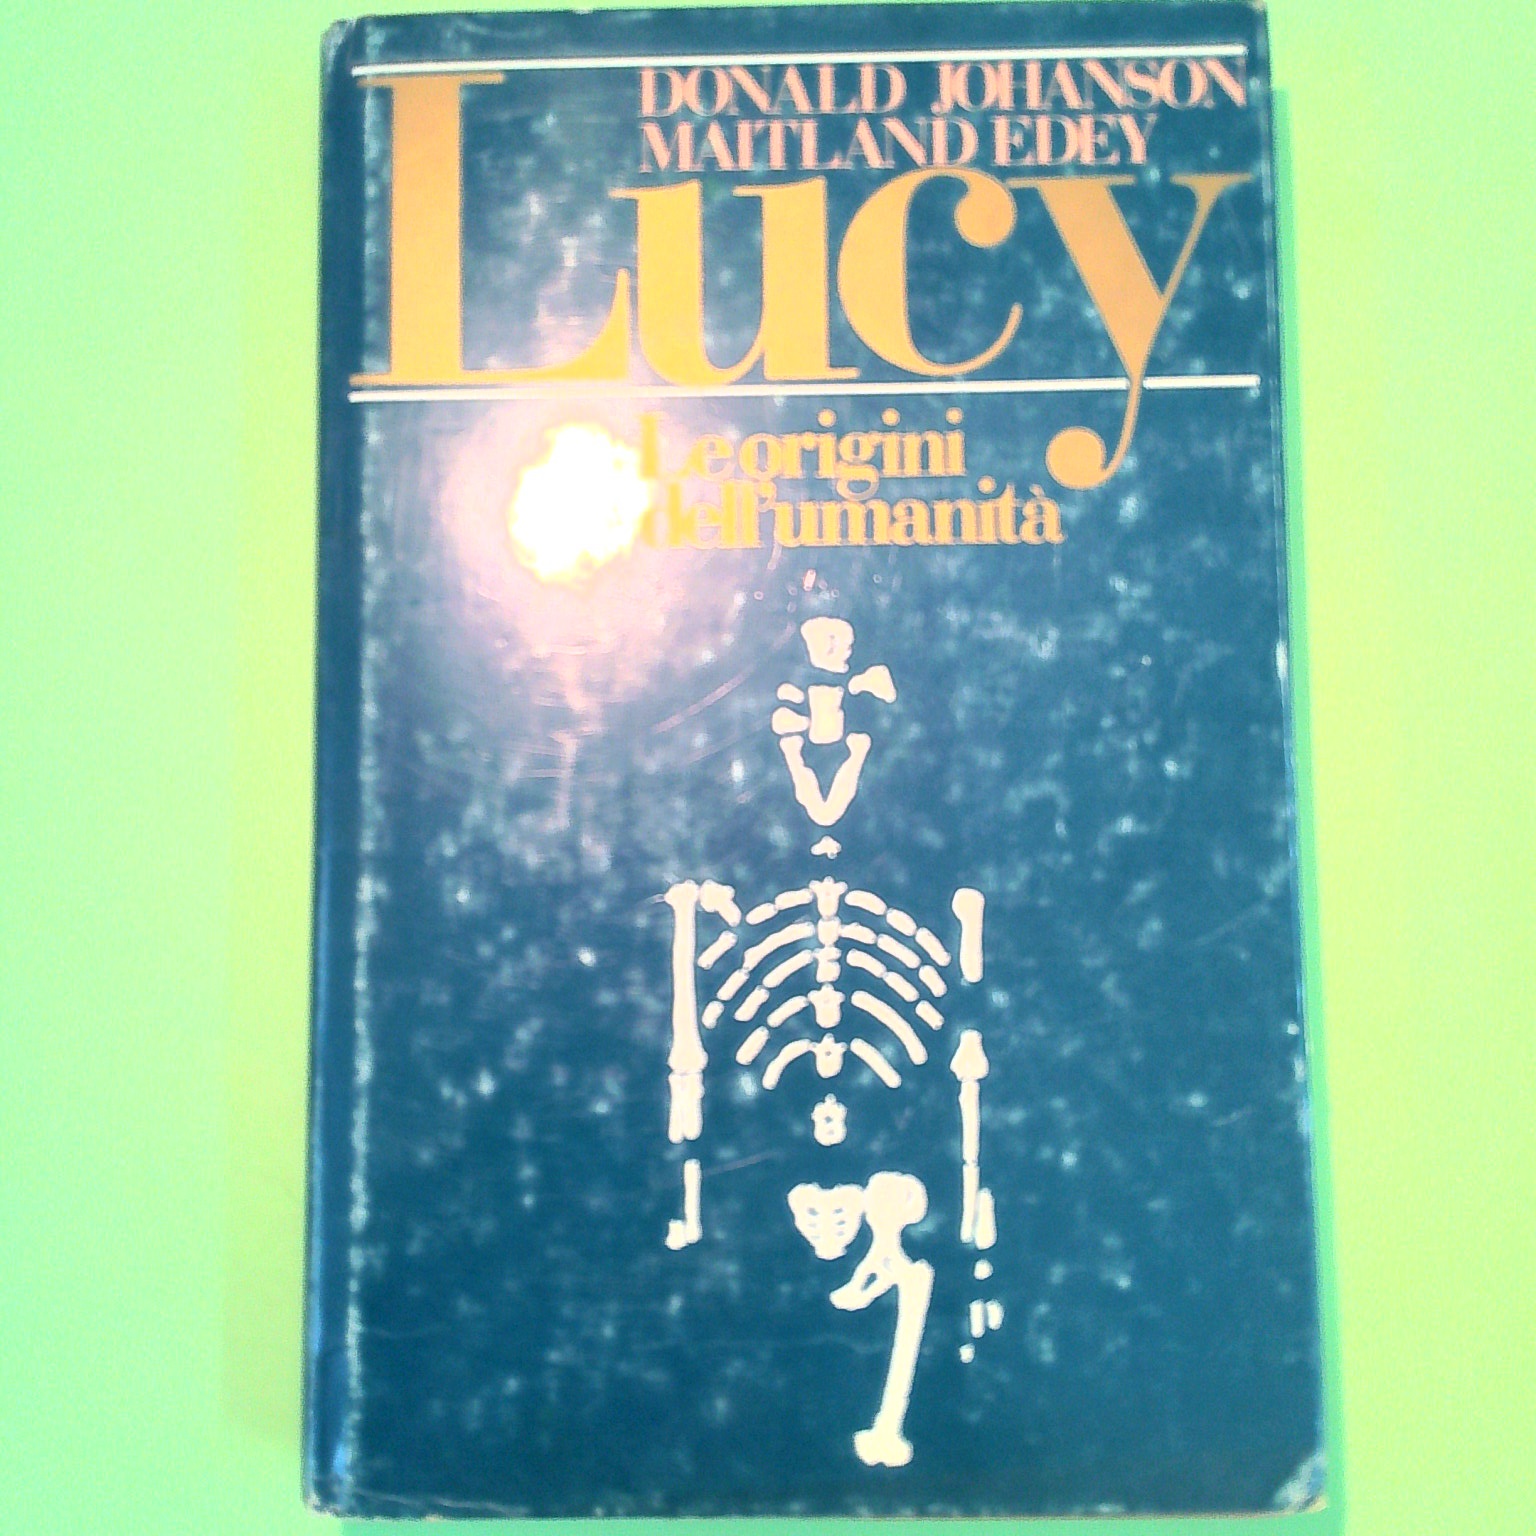 DONALD JOHANSON
MAITLAND EDEY
Lucy
Le origini
dell'umanità